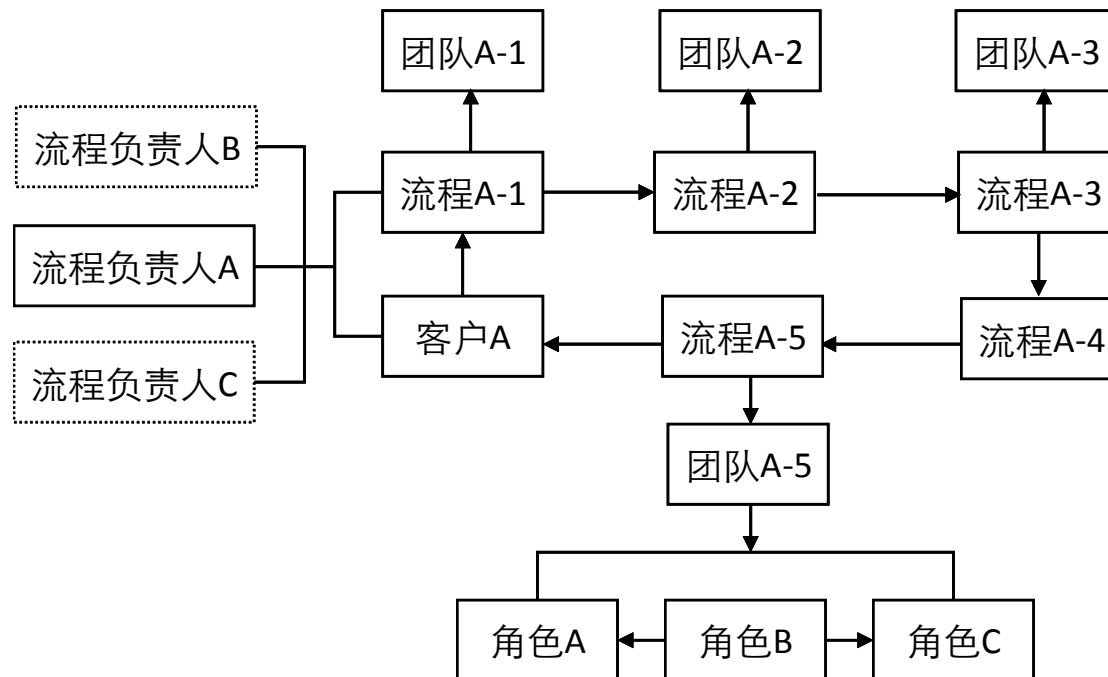 团队A-1
团队A-2
团队A-3
流程负责人B
流程A-1
流程A-2
流程A-3
流程负责人A
客户A
流程A-5
流程A-4
流程负责人C
团队A-5
角色A
角色B
角色C